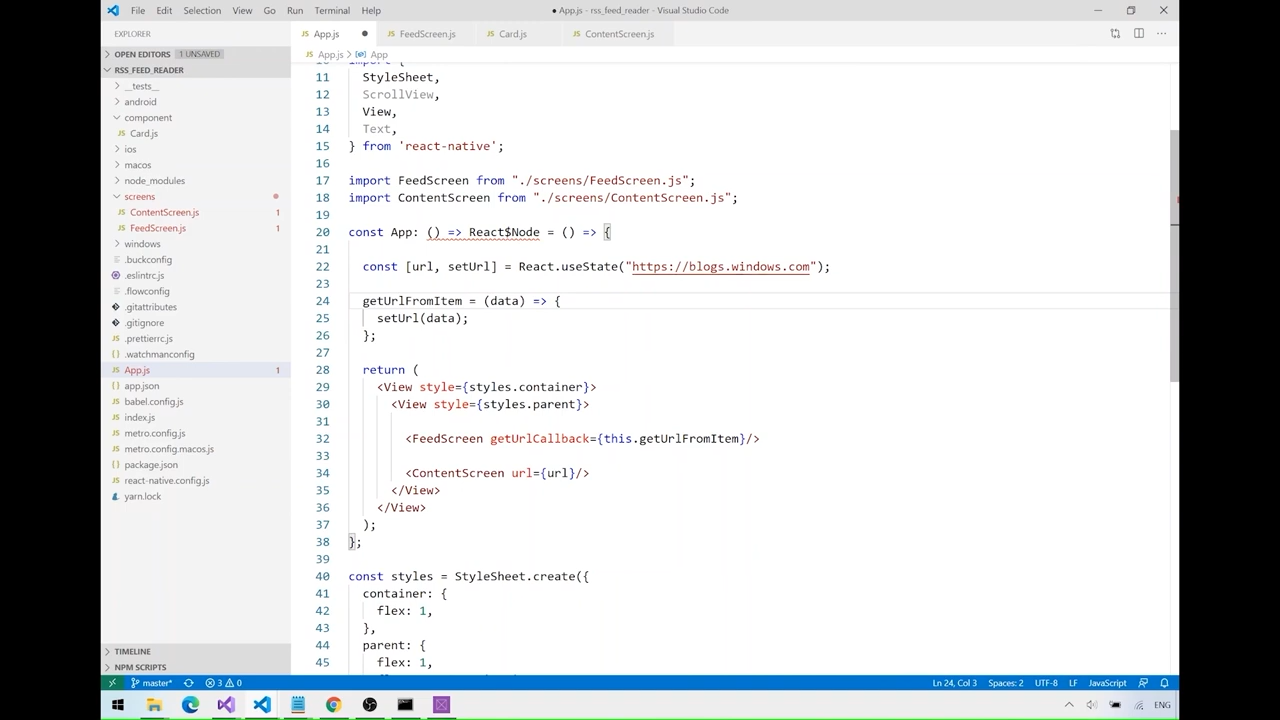 File Edit Selection View Go Run Terminal Help
● App.js - rss_feed_reader - Visual Studio Code
EXPLORER
App.js ●
FeedScreen.js
Card.js
ContentScreen.js
OPEN EDITORS 1 UNSAVED
App.js > App
RSS_FEED_READER
__tests__
android
component
Card.js
ios
macos
node_modules
screens
ContentScreen.js 1
FeedScreen.js 1
windows
.buckconfig
.eslintrc.js
.flowconfig
.gitattributes
.gitignore
.prettierrc.js
.watchmanconfig
App.js 1
app.json
babel.config.js
index.js
metro.config.js
metro.config.macos.js
package.json
react-native.config.js
yarn.lock
TIMELINE
NPM SCRIPTS
10 import {
11 StyleSheet,
12 ScrollView,
13 View,
14 Text,
15 } from 'react-native';
16
17 import FeedScreen from "./screens/FeedScreen.js";
18 import ContentScreen from "./screens/ContentScreen.js";
19
20 const App: () => React$Node = () => {
21
22 const [url, setUrl] = React.useState("https://blogs.windows.com");
23
24 getUrlFromItem = (data) => {
25 setUrl(data);
26 };
27
28 return (
29 <View style={styles.container}>
30 <View style={styles.parent}>
31
32 <FeedScreen getUrlCallback={this.getUrlFromItem}/>
33
34 <ContentScreen url={url}/>
35 </View>
36 </View>
37 );
38 };
39
40 const styles = StyleSheet.create({
41 container: {
42 flex: 1,
43 },
44 parent: {
45 flex: 1,
master* 3 0
Ln 24, Col 3 Spaces: 2 UTF-8 LF JavaScript
ENG